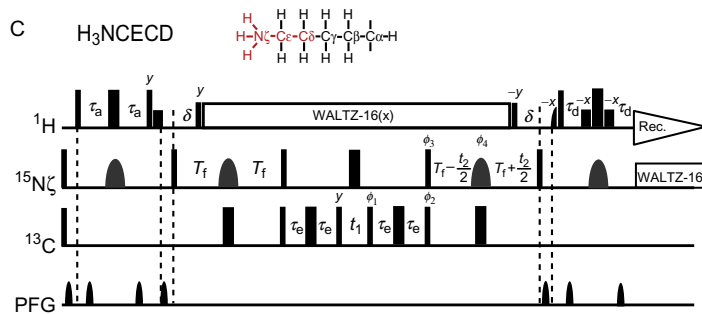 C H₃NCECD
H H H H H
H–Nζ–Cε–Cδ–Cγ–Cβ–Cα–H
H H H H H
y y –y –x –x –x
¹H τa τa δ WALTZ-16(x) δ τd τd Rec.
ϕ3 ϕ4
¹⁵Nζ Tf Tf Tf–t₂/2 Tf+t₂/2 WALTZ-16
y ϕ1 ϕ2
¹³C τe τe t₁ τe τe
PFG